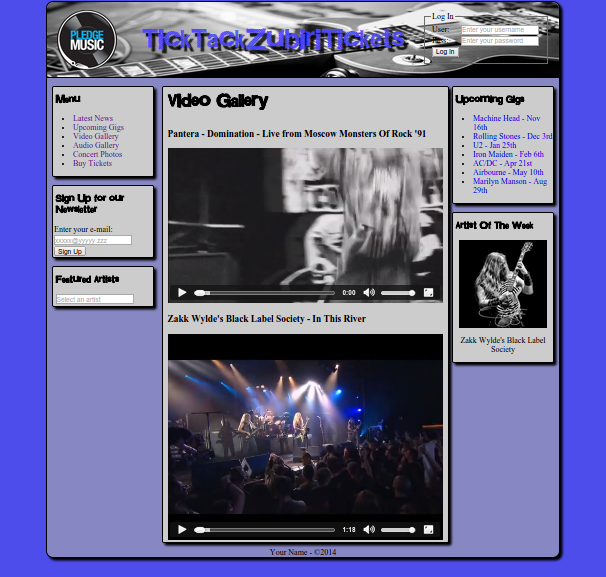 PLEDGE
MUSIC
TickTackZubiriTickets
Log In
User: Enter your username
Enter your password
Log In
Menu
Latest News
Upcoming Gigs
Video Gallery
Audio Gallery
Concert Photos
Buy Tickets
Sign Up for our
Newsletter
Enter your e-mail:
xxxxx@yyyyy.zzz
Sign Up
Featured Artists
Select an artist
Video Gallery
Pantera - Domination - Live from Moscow Monsters Of Rock '91
0:00
Zakk Wylde's Black Label Society - In This River
1:18
Upcoming Gigs
Machine Head - Nov
16th
Rolling Stones - Dec 3rd
U2 - Jan 25th
Iron Maiden - Feb 6th
AC/DC - Apr 21st
Airbourne - May 10th
Marilyn Manson - Aug
29th
Artist Of The Week
Zakk Wylde's Black Label
Society
Your Name - ©2014